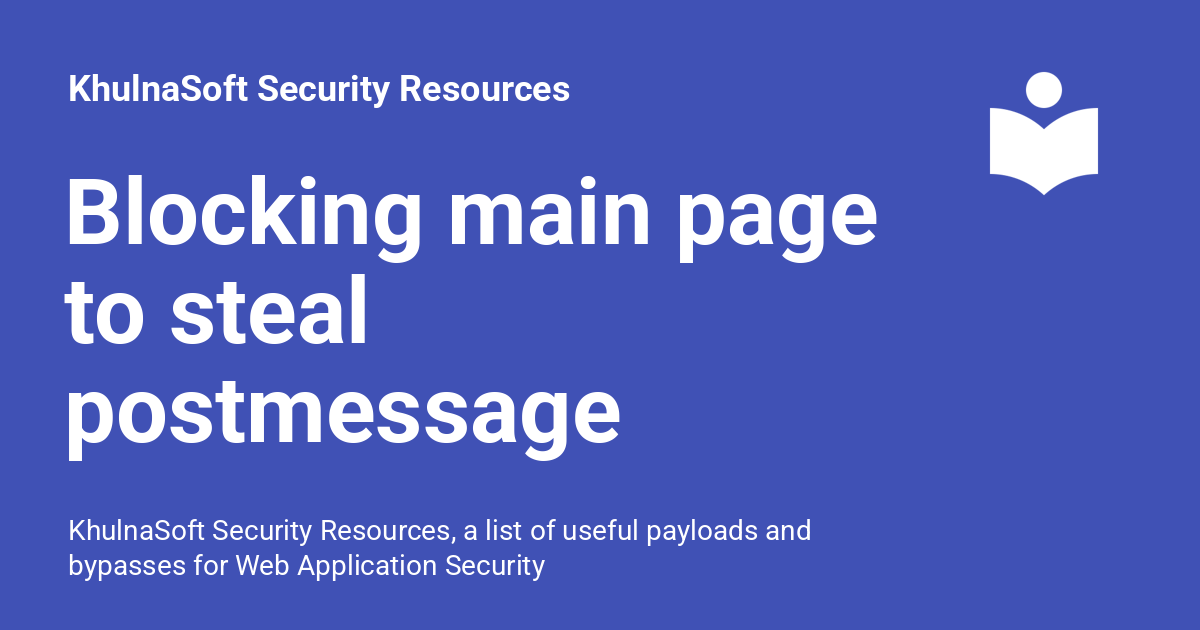 KhulnaSoft Security Resources
Blocking main page
to steal
postmessage
KhulnaSoft Security Resources, a list of useful payloads and
bypasses for Web Application Security